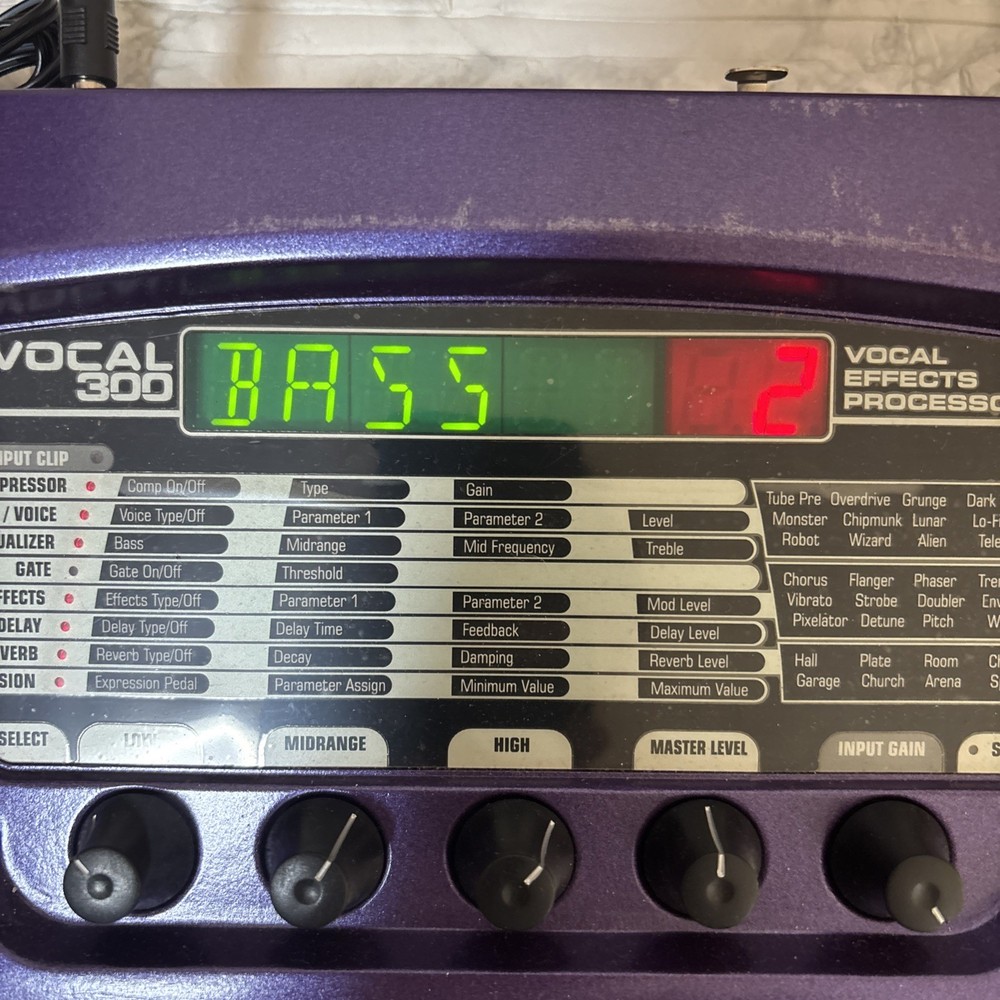 VOCAL
300
BASS 2
VOCAL
EFFECTS
PROCESSO
PUT CLIP
PRESSOR Comp On/Off Type Gain
/ VOICE Voice Type/Off Parameter 1 Parameter 2 Level
UALIZER Bass Midrange Mid Frequency Treble
GATE Gate On/Off Threshold
FFECTS Effects Type/Off Parameter 1 Parameter 2 Mod Level
DELAY Delay Type/Off Delay Time Feedback Delay Level
VERB Reverb Type/Off Decay Damping Reverb Level
SION Expression Pedal Parameter Assign Minimum Value Maximum Value
Tube Pre Overdrive Grunge Dark
Monster Chipmunk Lunar Lo-F
Robot Wizard Alien Tele
Chorus Flanger Phaser Tre
Vibrato Strobe Doubler En
Pixelator Detune Pitch W
Hall Plate Room C
Garage Church Arena S
SELECT LOW MIDRANGE HIGH MASTER LEVEL INPUT GAIN S